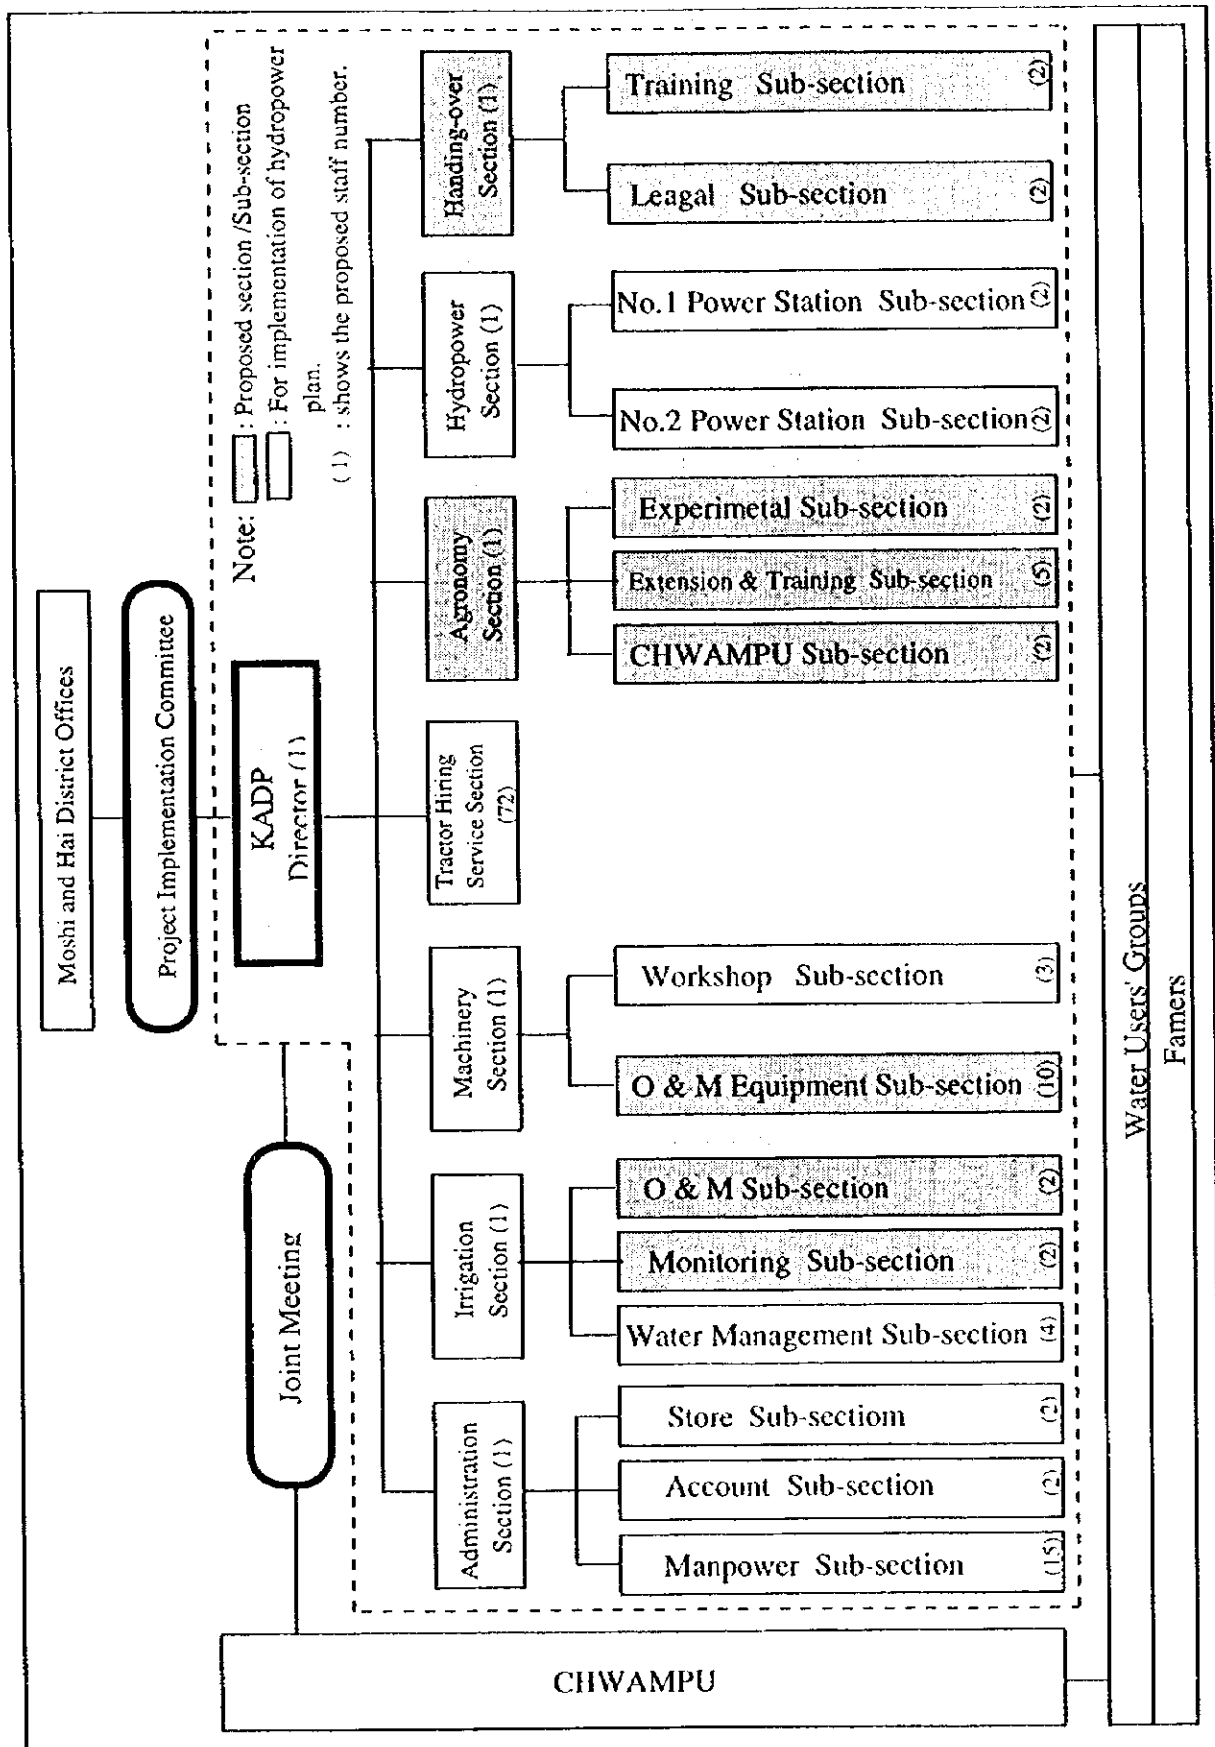 Moshi and Hai District Offices
Project Implementation Committee
KADP
Director (1)
Note:
: Proposed section /Sub-section
: For implementation of hydropower
plan.
(1) : shows the proposed staff number.
Joint Meeting
CHWAMPU
Administration
Section (1)
Irrigation
Section (1)
Machinery
Section (1)
Tractor Hiring
Service Section
(72)
Agronomy
Section (1)
Hydropower
Section (1)
Handing-over
Section (1)
Manpower Sub-section (15)
Account Sub-section (2)
Store Sub-sectiom (2)
Water Management Sub-section (4)
Monitoring Sub-section (2)
O & M Sub-section (2)
O & M Equipment Sub-section (10)
Workshop Sub-section (3)
CHWAMPU Sub-section (2)
Extension & Training Sub-section (5)
Experimetal Sub-section (2)
No.2 Power Station Sub-section (2)
No.1 Power Station Sub-section (2)
Leagal Sub-section (2)
Training Sub-section (2)
Water Users' Groups
Famers